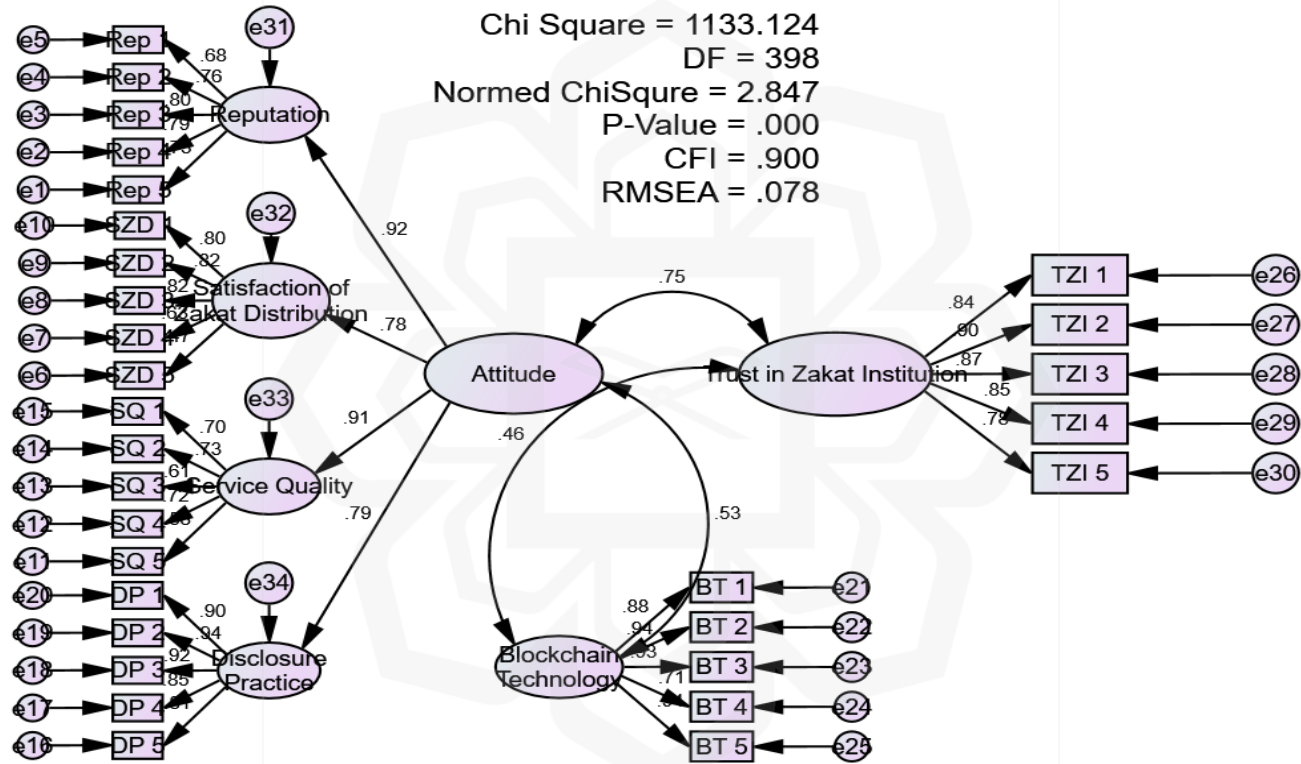 Chi Square = 1133.124
DF = 398
Normed ChiSqure = 2.847
P-Value = .000
CFI = .900
RMSEA = .078
e31
e5
Rep 1
.68
e4
Rep 2
.76
e3
Rep 3
.80
Reputation
e2
Rep 4
.79
e1
Rep 5
.92
e32
e10
SZD 1
.80
e9
SZD 2
.82
e8
SZD 3
.82
Satisfaction of
Zakat Distribution
e7
SZD 4
e6
SZD 5
.78
e33
e15
SQ 1
.70
e14
SQ 2
.73
e13
SQ 3
.61
Service Quality
e12
SQ 4
.72
e11
SQ 5
.91
e34
e20
DP 1
.90
e19
DP 2
.94
e18
DP 3
.92
Disclosure
Practice
e17
DP 4
.85
e16
DP 5
.79
Attitude
.75
.46
.53
Trust in Zakat Institution
.84
TZI 1
e26
.90
TZI 2
e27
.87
TZI 3
e28
.85
TZI 4
e29
.78
TZI 5
e30
Blockchain
Technology
.88
BT 1
e21
.94
BT 2
e22
BT 3
e23
.71
BT 4
e24
BT 5
e25